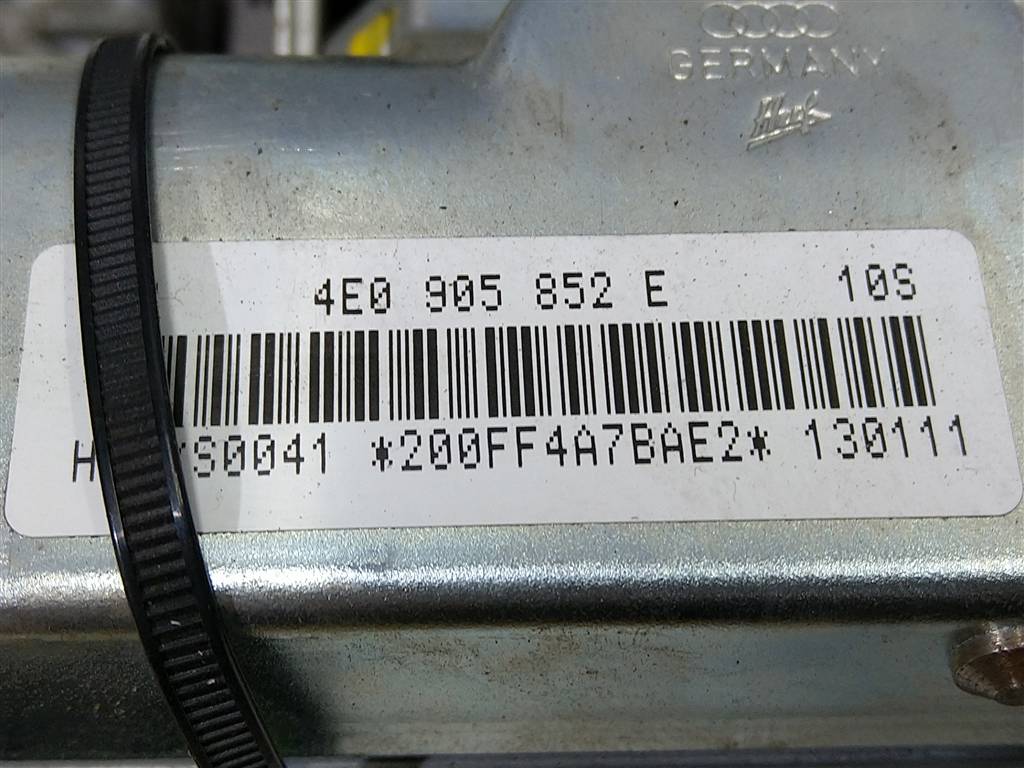 GERMANY
4E0 905 852 E 10S
S0041 *200FF4A7BAE2* 130111